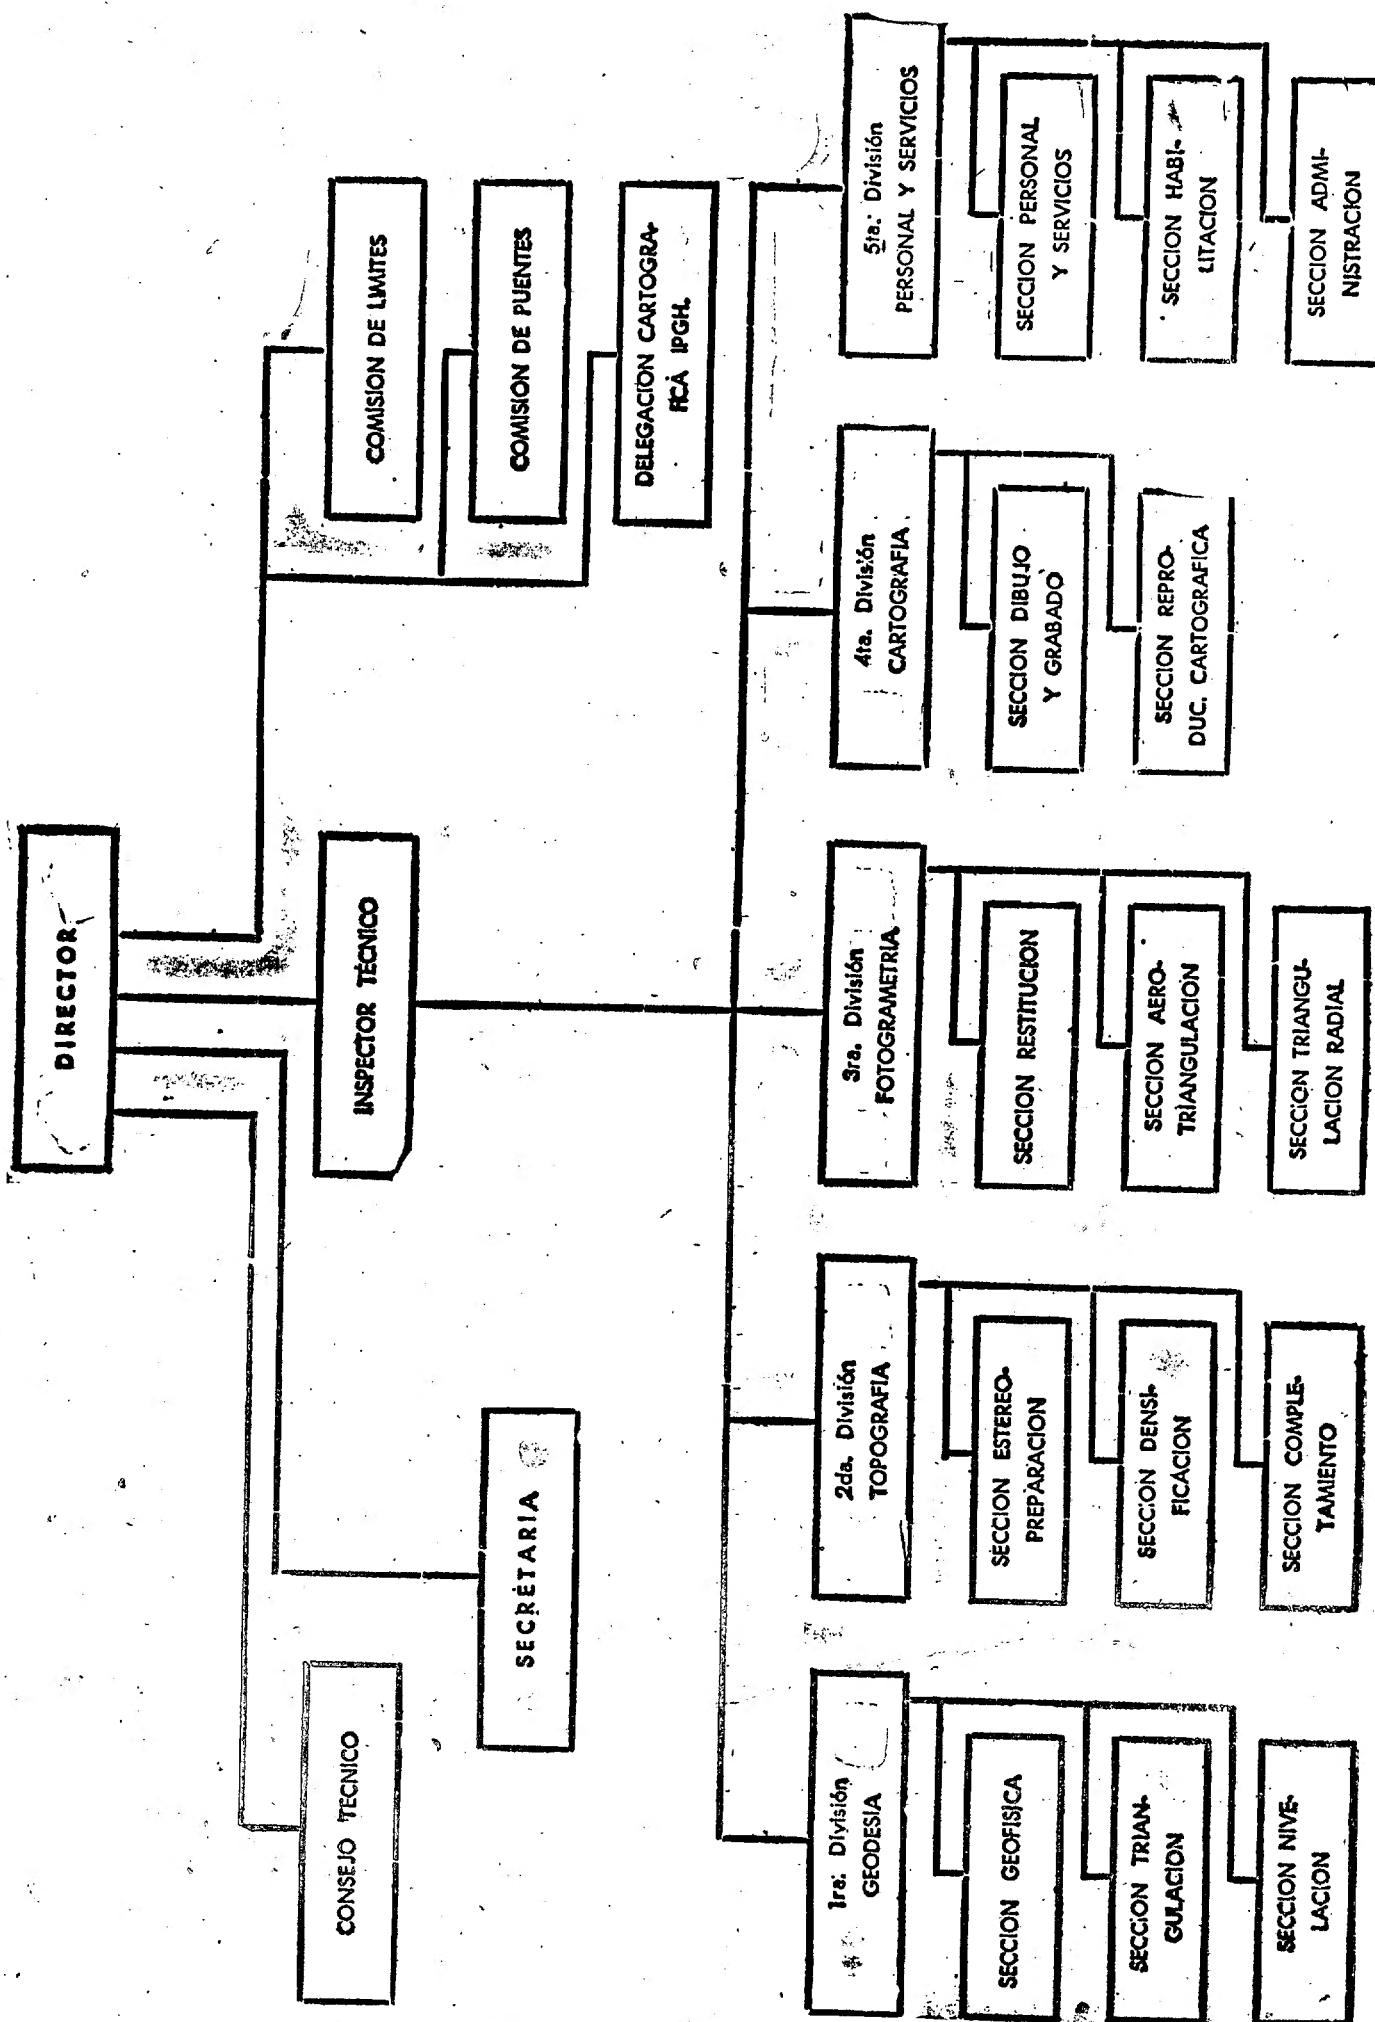 DIRECTOR
CONSEJO TECNICO
SECRETARIA
INSPECTOR TÉCNICO
COMISION DE LIMITES
COMISION DE PUENTES
DELEGACION CARTOGRA-
FICA IPGH.
1ra. División
GEODESIA
SECCION GEOFISICA
SECCION TRIAN-
GULACION
SECCION NIVE-
LACION
2da. División
TOPOGRAFIA
SECCION ESTEREO-
PREPARACION
SECCION DENSI-
FICACION
SECCION COMPLE-
TAMIENTO
3ra. División
FOTOGRAMETRIA
SECCION RESTITUCION
SECCION AERO-
TRIANGULACION
SECCION TRIANGU-
LACION RADIAL
4ta. División
CARTOGRAFIA
SECCION DIBUJO
Y GRABADO
SECCION REPRO-
DUC. CARTOGRAFICA
5ta. División
PERSONAL Y SERVICIOS
SECCION PERSONAL
Y SERVICIOS
SECCION HABI-
LITACION
SECCION ADMI-
NISTRACION